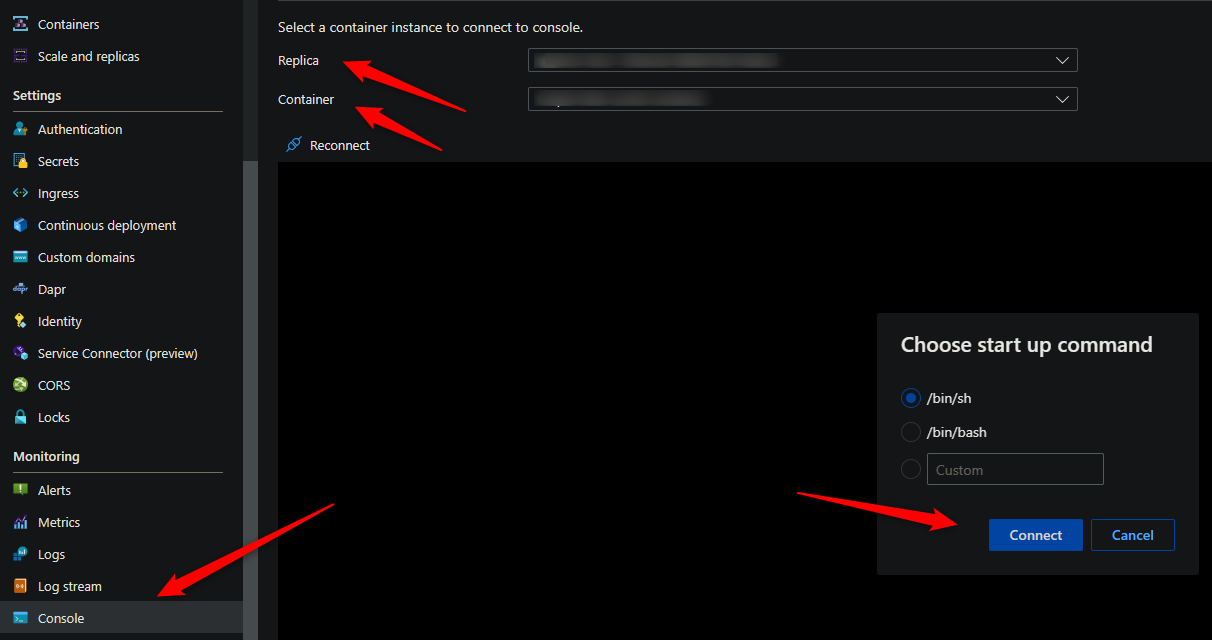 Containers
Scale and replicas
Settings
Authentication
Secrets
Ingress
Continuous deployment
Custom domains
Dapr
Identity
Service Connector (preview)
CORS
Locks
Monitoring
Alerts
Metrics
Logs
Log stream
Console
Select a container instance to connect to console.
Replica
Container
Reconnect
Choose start up command
/bin/sh
/bin/bash
Custom
Connect Cancel